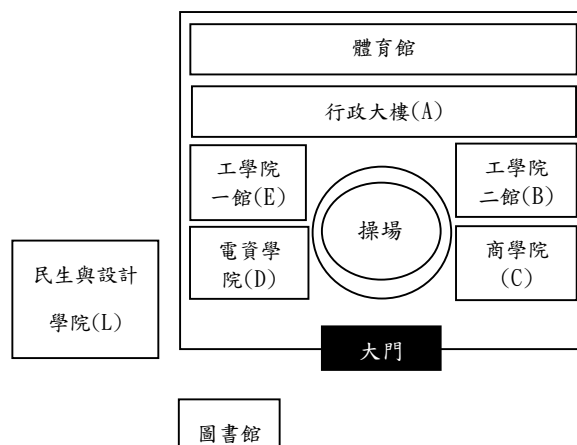 體育館
行政大樓(A)
工學院
一館(E)
工學院
二館(B)
操場
電資學
院(D)
商學院
(C)
民生與設計
學院(L)
大門
圖書館